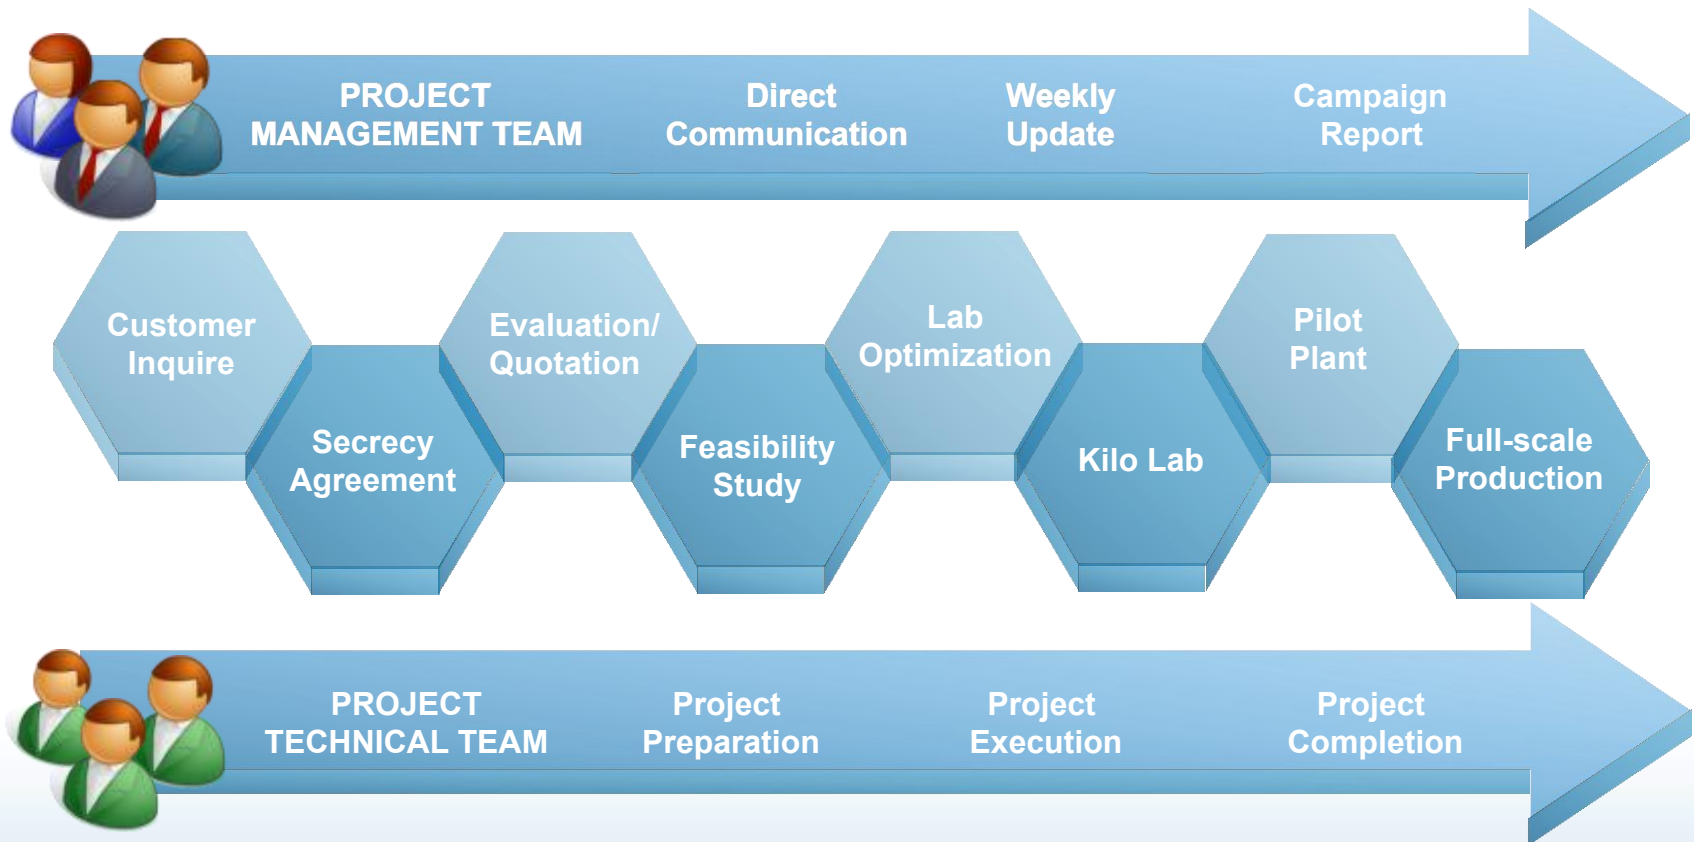 PROJECT
MANAGEMENT TEAM
Direct
Communication
Weekly
Update
Campaign
Report
Customer
Inquire
Secrecy
Agreement
Evaluation/
Quotation
Feasibility
Study
Lab
Optimization
Kilo Lab
Pilot
Plant
Full-scale
Production
PROJECT
TECHNICAL TEAM
Project
Preparation
Project
Execution
Project
Completion